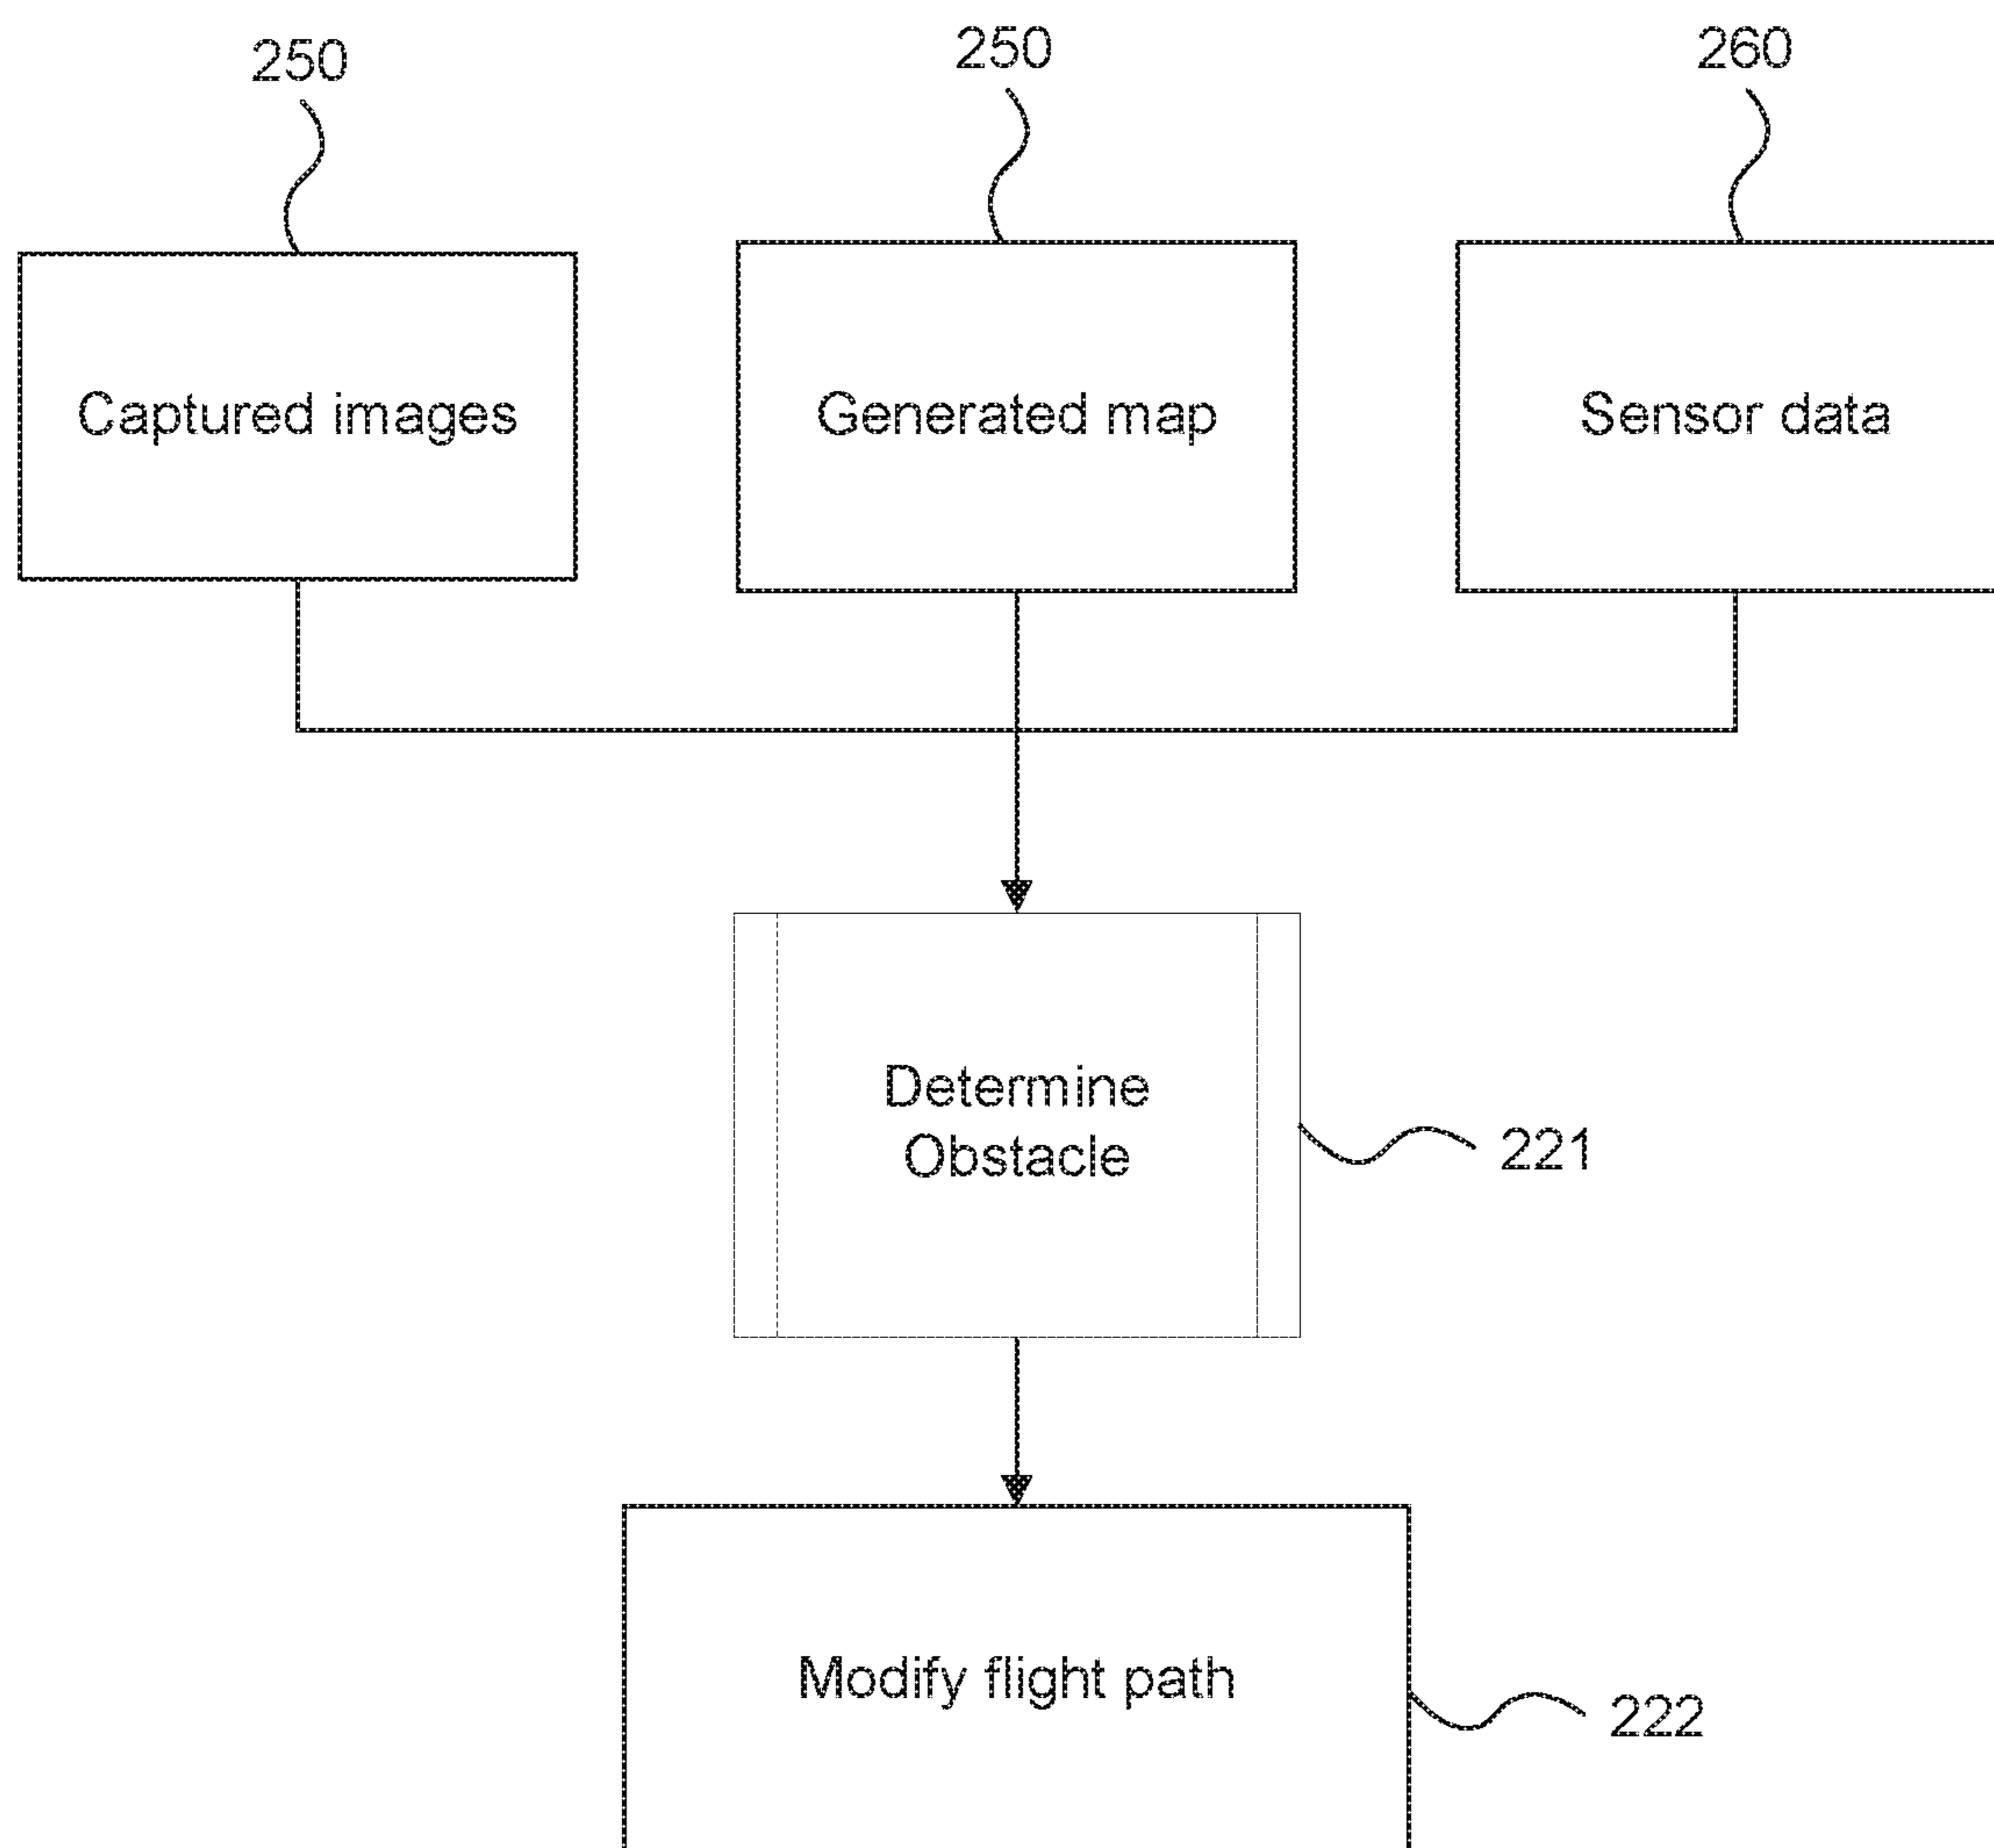 250
250
260
Captured images
Generated map
Sensor data
Determine
Obstacle
221
Modify flight path
222